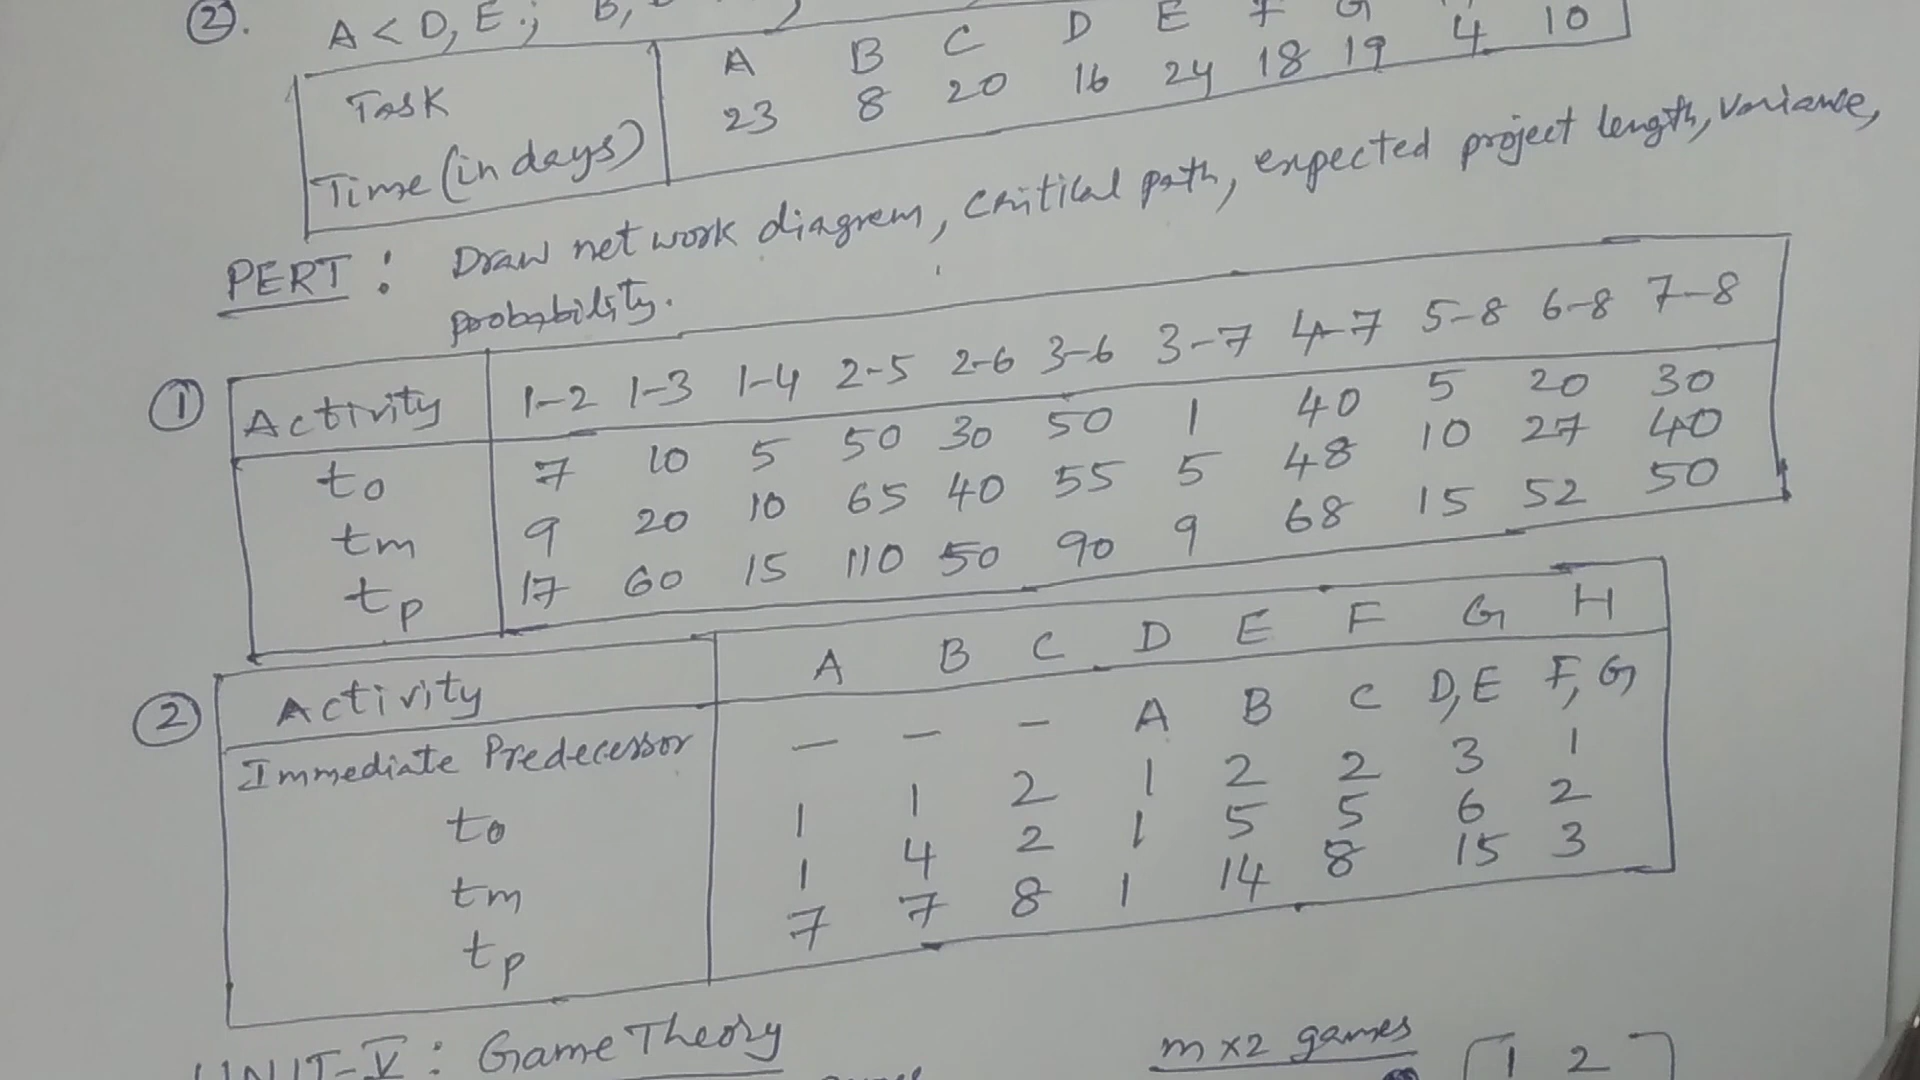 ②. A < D, E ; B,
Task A B C D E F G
Time (in days) 23 8 20 16 24 18 19 4 10
PERT : Draw net work diagram, critical path, expected project length, variance,
probability.
① Activity 1-2 1-3 1-4 2-5 2-6 3-6 3-7 4-7 5-8 6-8 7-8
to 7 10 5 50 30 50 1 40 5 20 30
tm 9 20 10 65 40 55 5 48 10 27 40
tp 17 60 15 110 50 90 9 68 15 52 50
② Activity A B C D E F G H
Immediate Predecessor — — — A B C D,E F,G
to 1 1 2 1 2 2 3 1
tm 1 4 2 1 5 5 6 2
tp 7 7 8 1 14 8 15 3
UNIT-V : Game Theory m x2 games
1 2